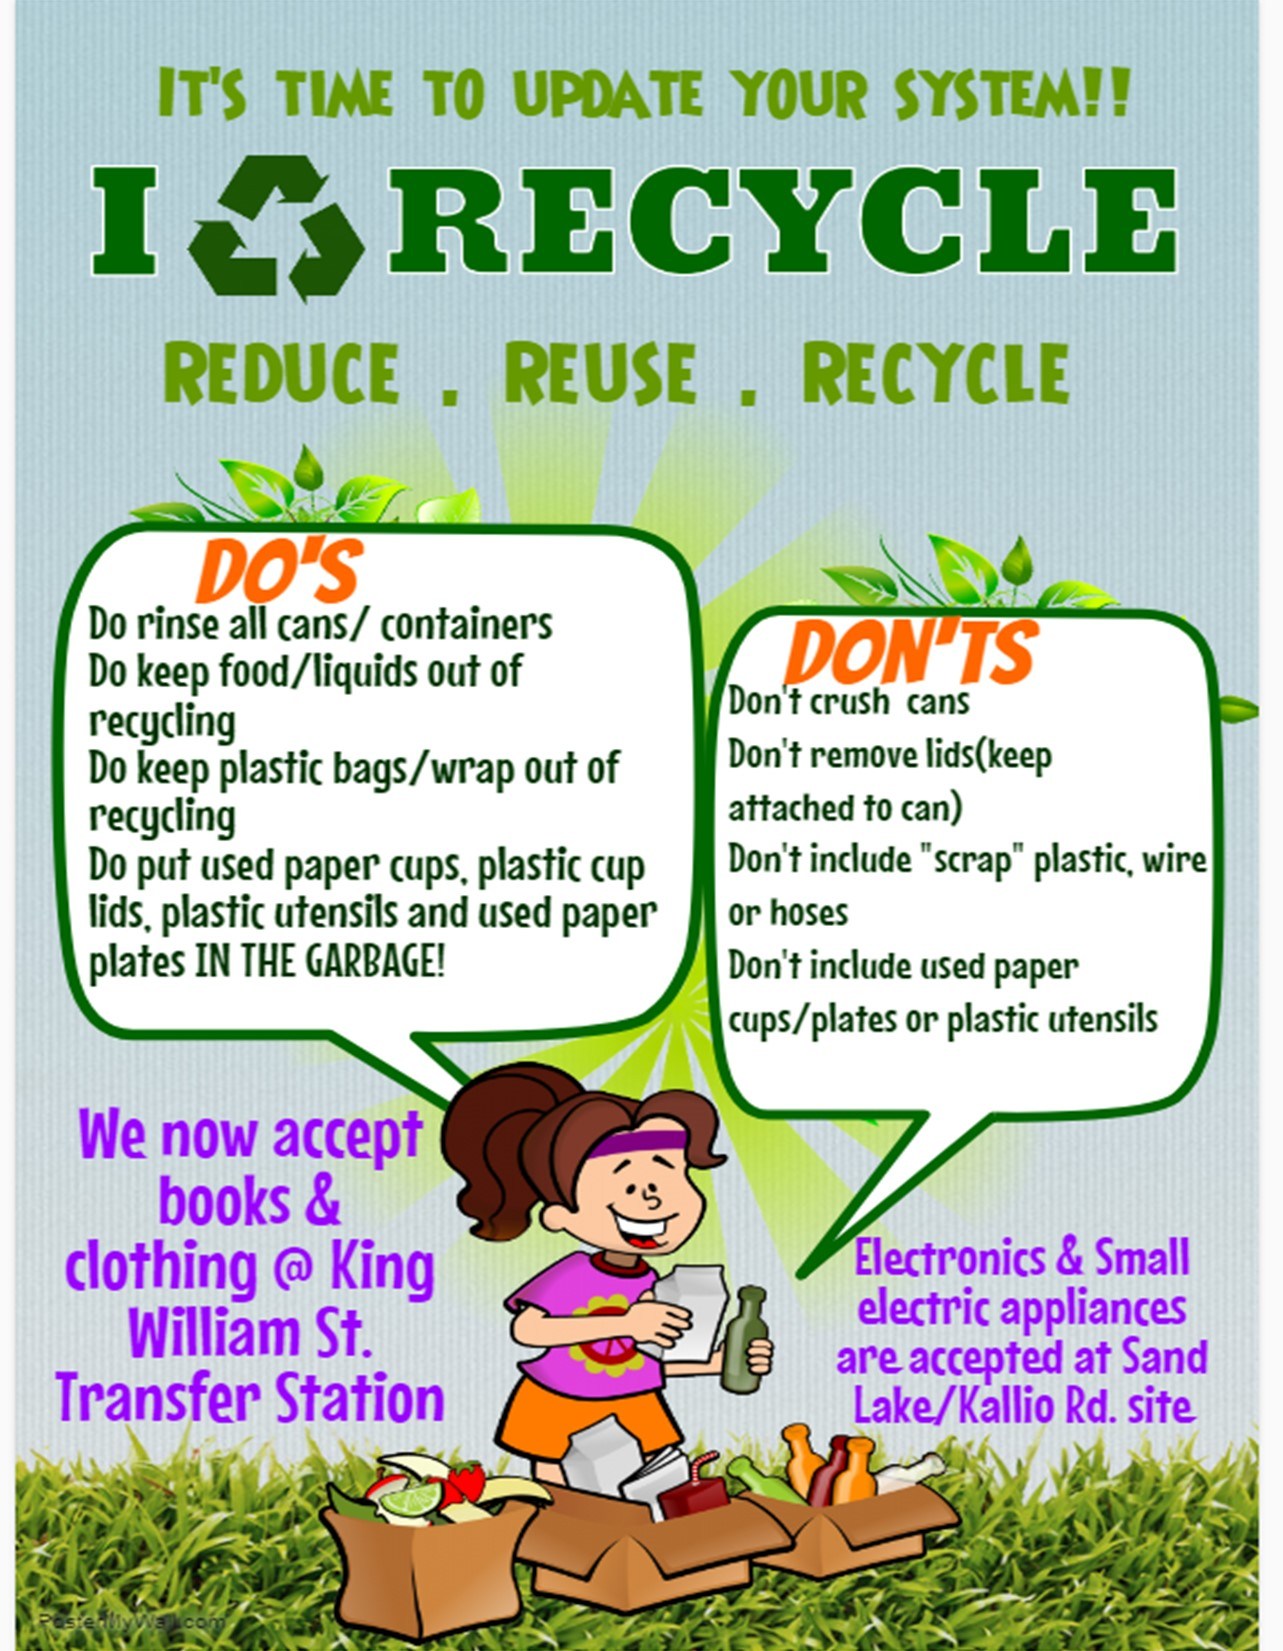 It's time to update your system!!
I RECYCLE
Reduce . Reuse . Recycle
DO'S
Do rinse all cans/ containers
Do keep food/liquids out of
recycling
Do keep plastic bags/wrap out of
recycling
Do put used paper cups, plastic cup
lids, plastic utensils and used paper
plates IN THE GARBAGE!
DON'TS
Don't crush cans
Don't remove lids(keep
attached to can)
Don't include "scrap" plastic, wire
or hoses
Don't include used paper
cups/plates or plastic utensils
We now accept
books &
clothing @ King
William St.
Transfer Station
Electronics & Small
electric appliances
are accepted at Sand
Lake/Kallio Rd. site
PosterMyWall.com